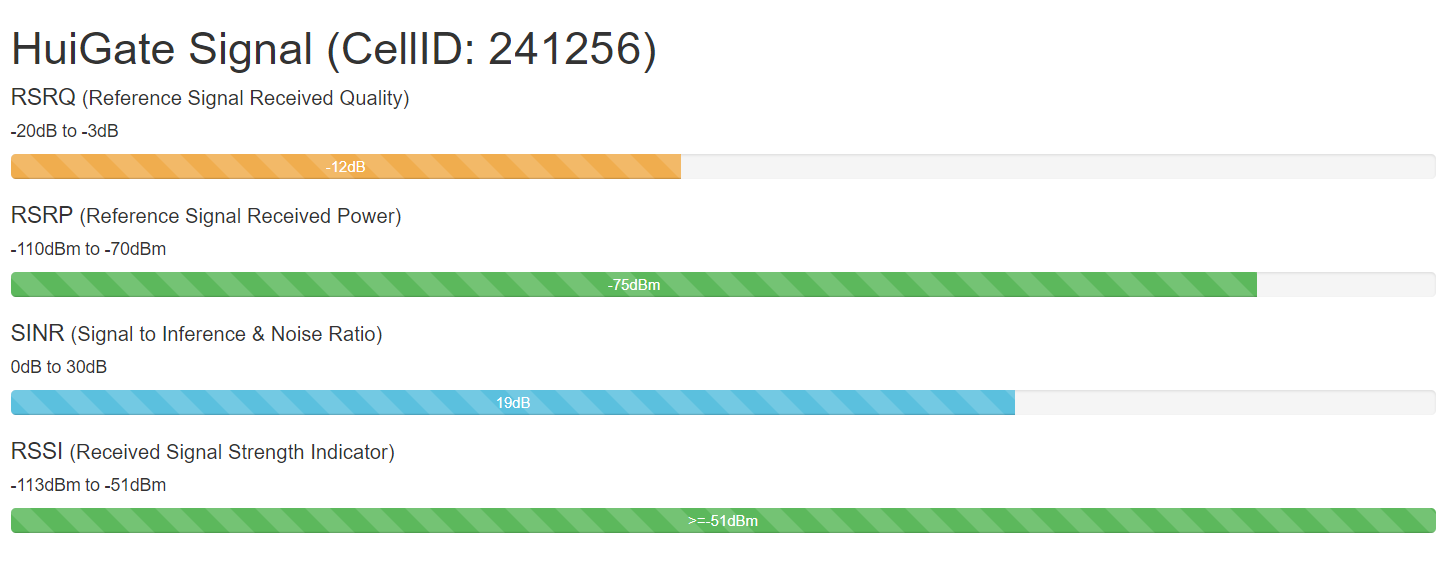 HuiGate Signal (CellID: 241256)
RSRQ (Reference Signal Received Quality)
-20dB to -3dB
-12dB
RSRP (Reference Signal Received Power)
-110dBm to -70dBm
-75dBm
SINR (Signal to Inference & Noise Ratio)
0dB to 30dB
19dB
RSSI (Received Signal Strength Indicator)
-113dBm to -51dBm
>=-51dBm